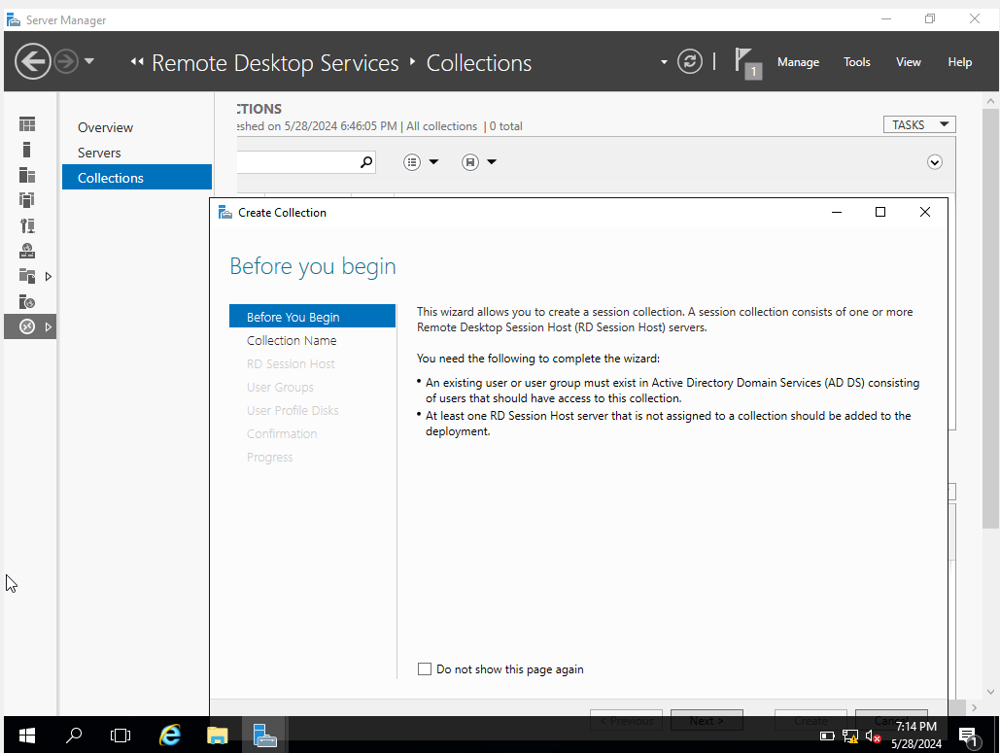 Server Manager
Remote Desktop Services
Collections
1
Manage
Tools
View
Help
Overview
Servers
Collections
CTIONS
eshed on 5/28/2024 6:46:05 PM | All collections | 0 total
TASKS
Create Collection
Before you begin
Before You Begin
Collection Name
RD Session Host
User Groups
User Profile Disks
Confirmation
Progress
This wizard allows you to create a session collection. A session collection consists of one or more
Remote Desktop Session Host (RD Session Host) servers.
You need the following to complete the wizard:
• An existing user or user group must exist in Active Directory Domain Services (AD DS) consisting
of users that should have access to this collection.
• At least one RD Session Host server that is not assigned to a collection should be added to the
deployment.
Do not show this page again
< Previous
Next >
Create
Cancel
7:14 PM
5/28/2024
1